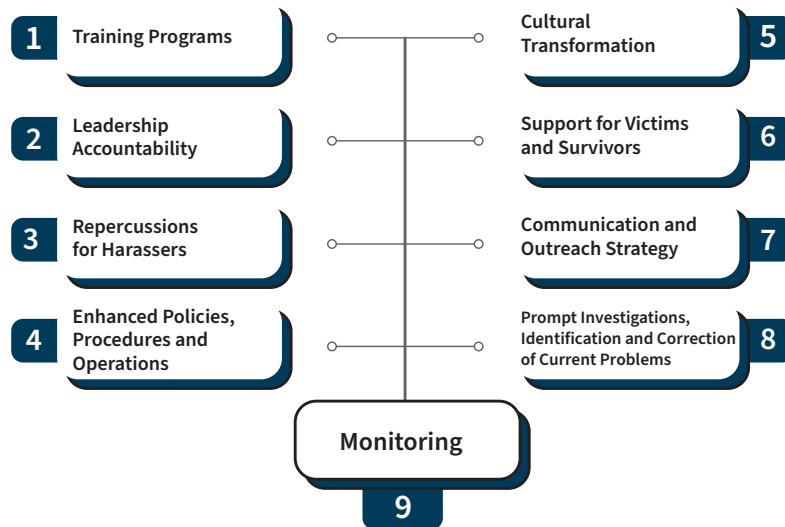 1
Training Programs
2
Leadership
Accountability
3
Repercussions
for Harassers
4
Enhanced Policies,
Procedures and
Operations
Cultural
Transformation
5
Support for Victims
and Survivors
6
Communication and
Outreach Strategy
7
Prompt Investigations,
Identification and Correction
of Current Problems
8
Monitoring
9